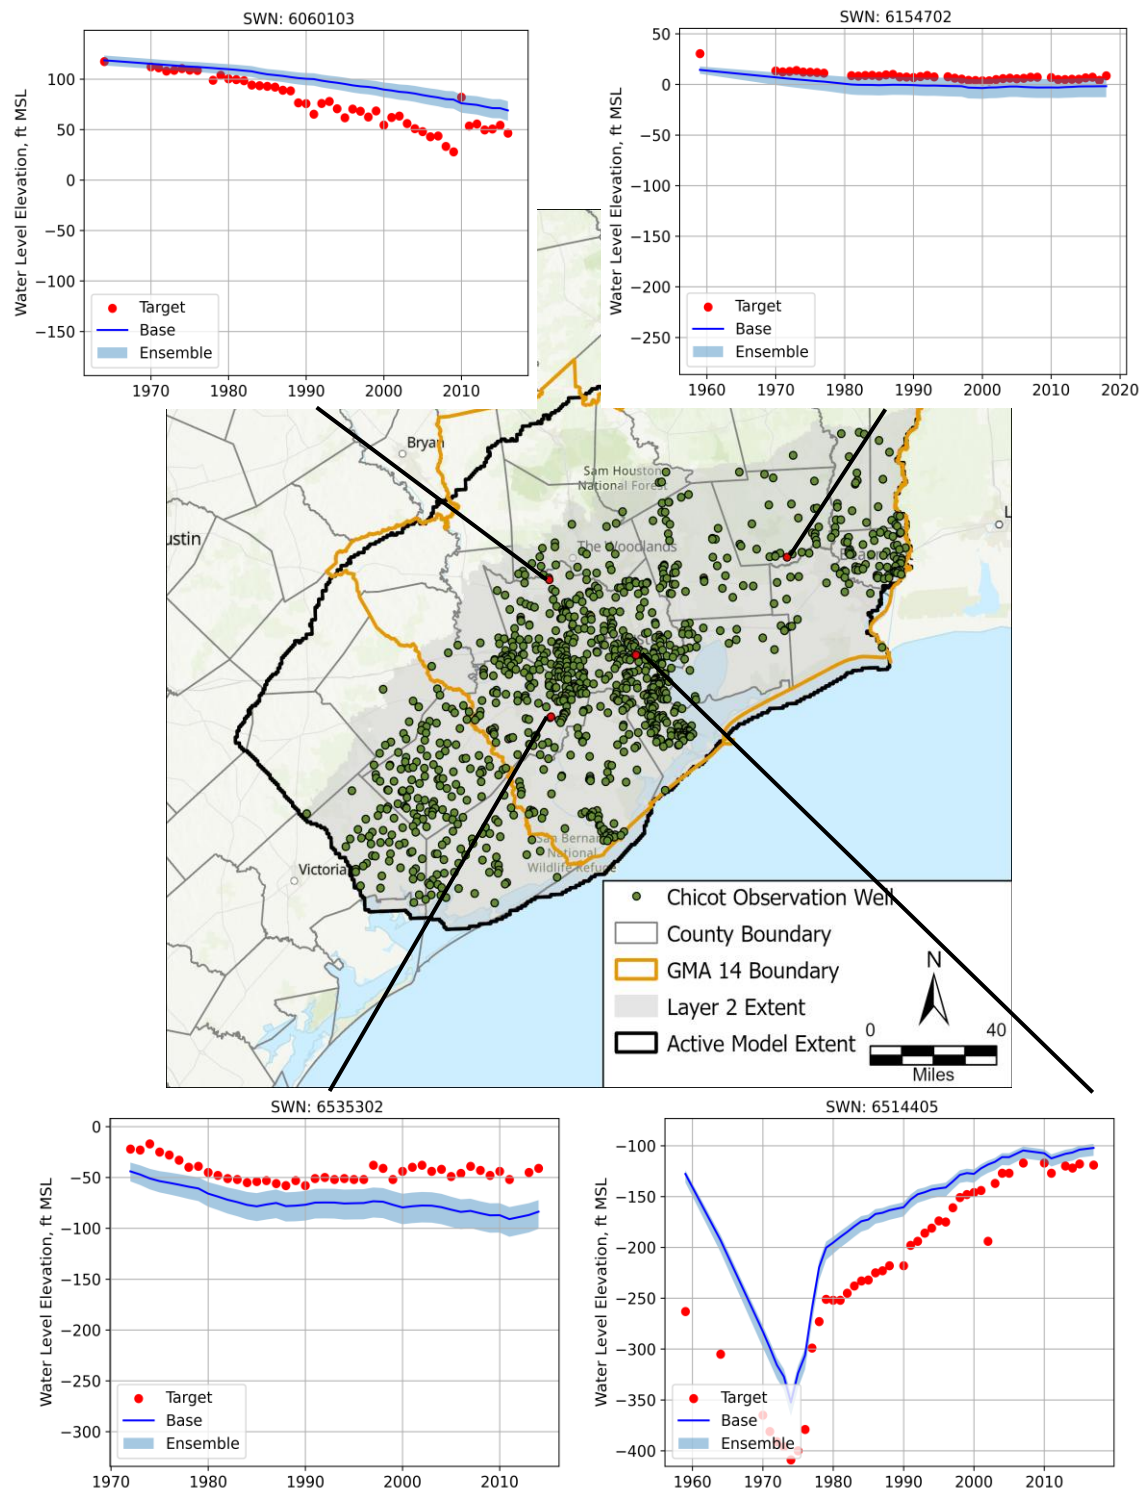 SWN: 6060103
Water Level Elevation, ft MSL
100
50
0
−50
−100
−150
Target
Base
Ensemble
1970
1980
1990
2000
2010
SWN: 6154702
Water Level Elevation, ft MSL
50
0
−50
−100
−150
−200
−250
Target
Base
Ensemble
1960
1970
1980
1990
2000
2010
2020
Bryan
Sam Houston
National Forest
ustin
The Woodlands
L
Victoria
San Bernard
National
Wildlife Refuge
Chicot Observation Well
County Boundary
GMA 14 Boundary
Layer 2 Extent
Active Model Extent
N
0
40
Miles
SWN: 6535302
Water Level Elevation, ft MSL
0
−50
−100
−150
−200
−250
−300
Target
Base
Ensemble
1970
1980
1990
2000
2010
SWN: 6514405
Water Level Elevation, ft MSL
−100
−150
−200
−250
−300
−350
−400
Target
Base
Ensemble
1960
1970
1980
1990
2000
2010